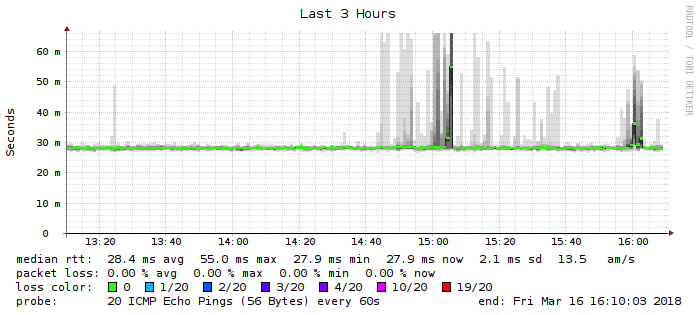 Last 3 Hours
RRDTOOL / TOBI OETIKER
Seconds
60 m
50 m
40 m
30 m
20 m
10 m
0
13:20 13:40 14:00 14:20 14:40 15:00 15:20 15:40 16:00
median rtt: 28.4 ms avg 55.0 ms max 27.9 ms min 27.9 ms now 2.1 ms sd 13.5 am/s
packet loss: 0.00 % avg 0.00 % max 0.00 % min 0.00 % now
loss color: 0 1/20 2/20 3/20 4/20 10/20 19/20
probe: 20 ICMP Echo Pings (56 Bytes) every 60s end: Fri Mar 16 16:10:03 2018